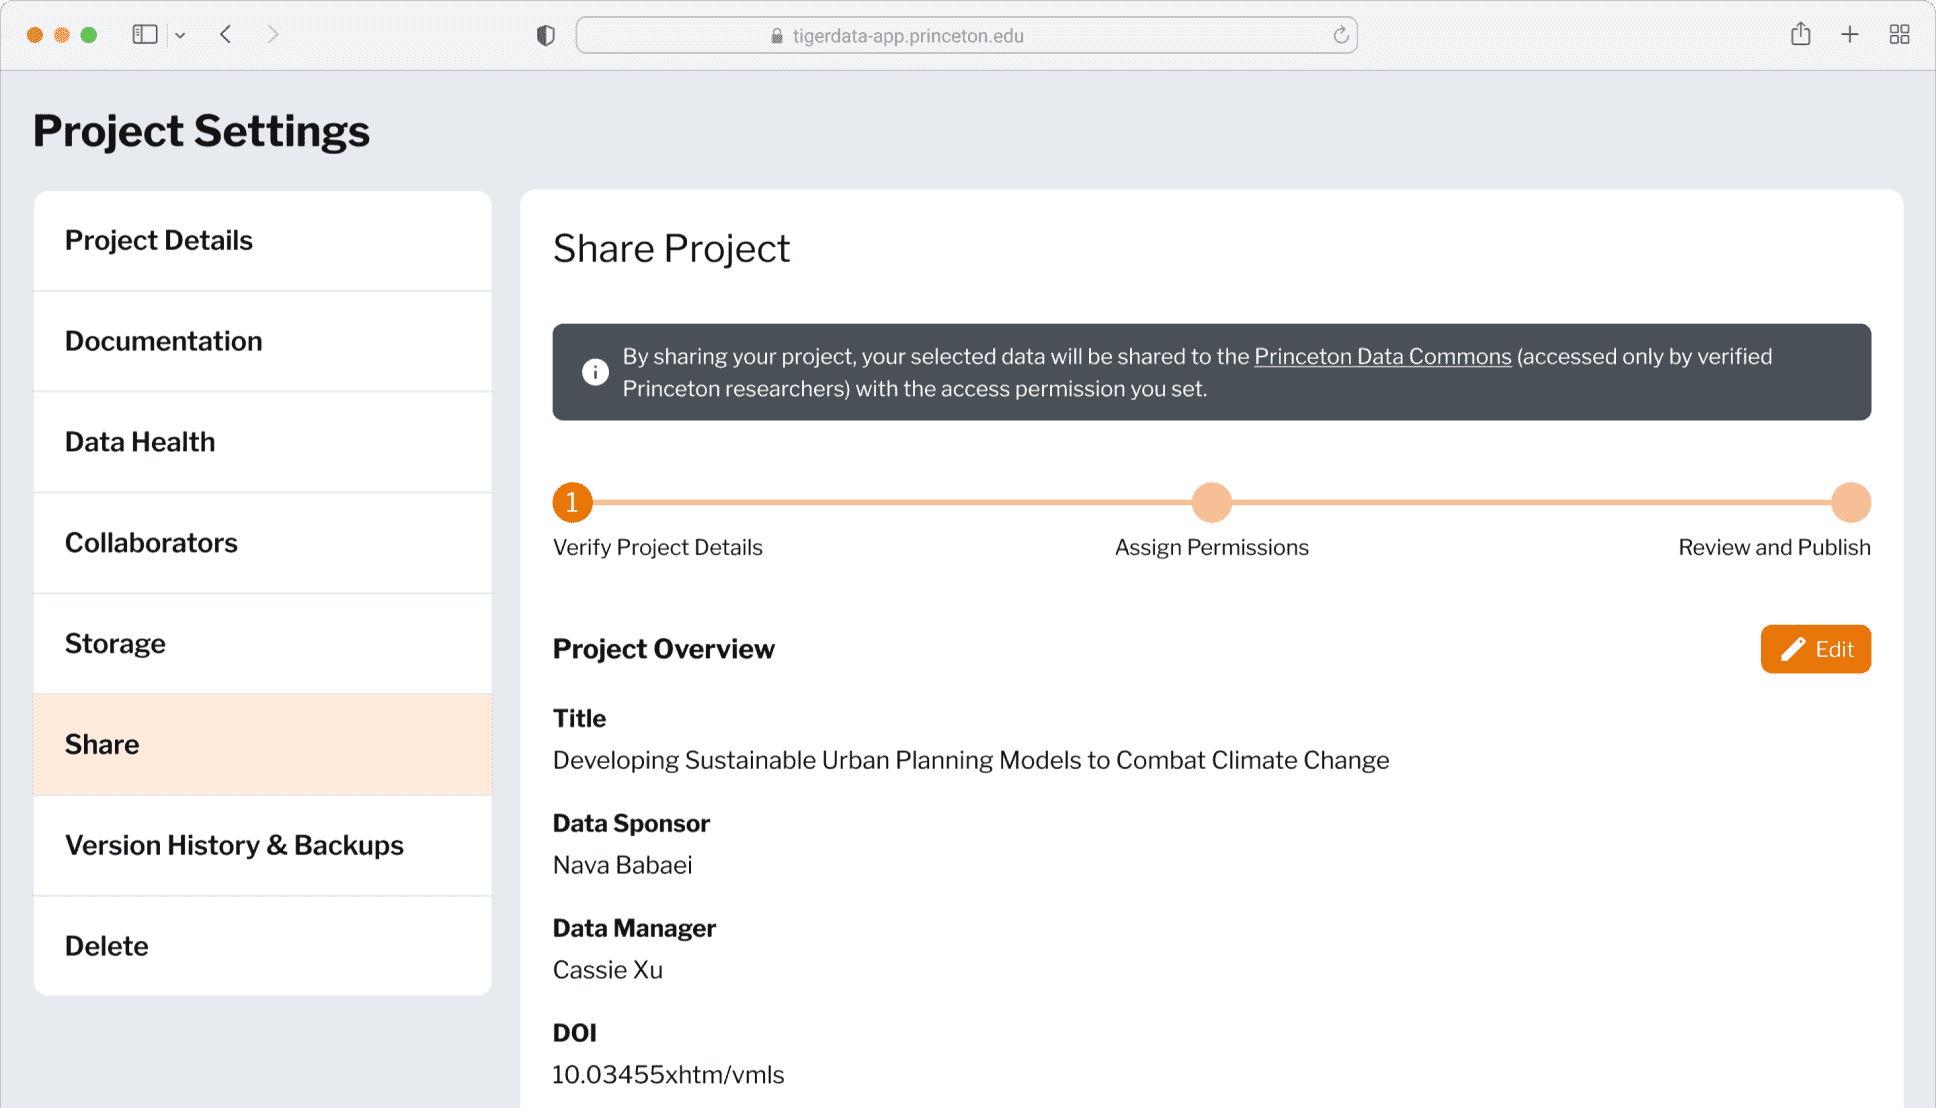 tigerdata-app.princeton.edu
Project Settings
Project Details
Documentation
Data Health
Collaborators
Storage
Share
Version History & Backups
Delete
Share Project
By sharing your project, your selected data will be shared to the Princeton Data Commons (accessed only by verified
Princeton researchers) with the access permission you set.
1
Verify Project Details
Assign Permissions
Review and Publish
Project Overview
Edit
Title
Developing Sustainable Urban Planning Models to Combat Climate Change
Data Sponsor
Nava Babaei
Data Manager
Cassie Xu
DOI
10.03455xhtm/vmls